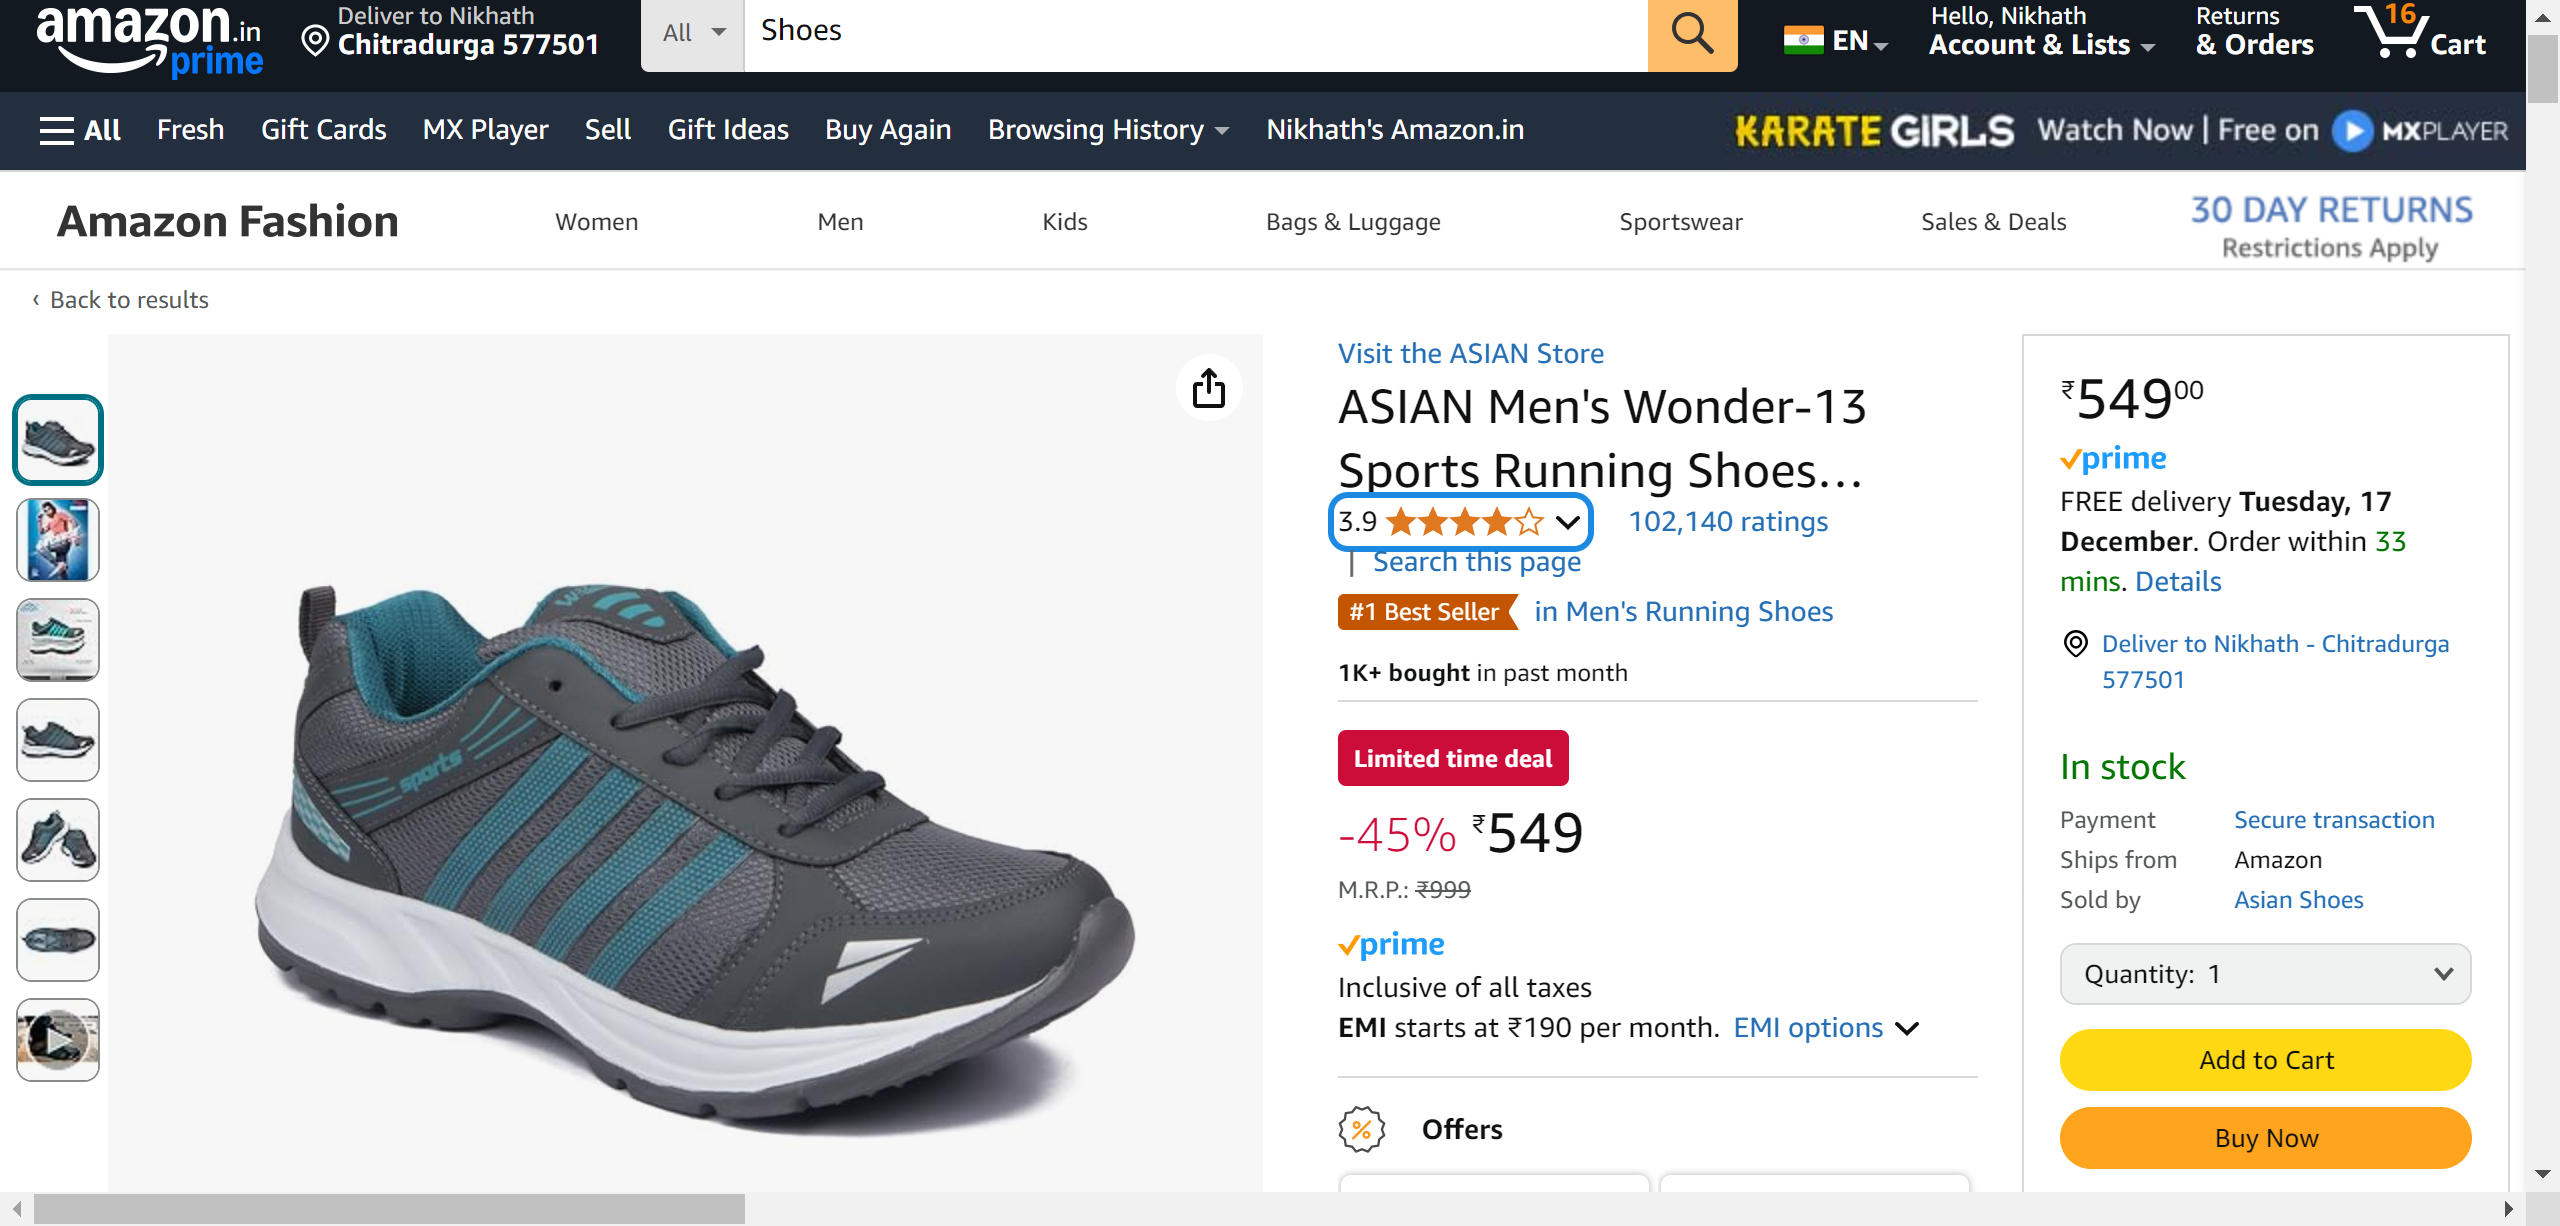 amazon.in
prime
Deliver to Nikhath
Chitradurga 577501
All
Shoes
EN
Hello, Nikhath
Account & Lists
Returns
& Orders
16
Cart
All
Fresh
Gift Cards
MX Player
Sell
Gift Ideas
Buy Again
Browsing History
Nikhath's Amazon.in
KARATE GIRLS Watch Now | Free on MXPLAYER
Amazon Fashion
Women
Men
Kids
Bags & Luggage
Sportswear
Sales & Deals
30 DAY RETURNS
Restrictions Apply
‹ Back to results
sports
Visit the ASIAN Store
ASIAN Men's Wonder-13
Sports Running Shoes...
3.9
102,140 ratings
| Search this page
#1 Best Seller in Men's Running Shoes
1K+ bought in past month
Limited time deal
-45% ₹549
M.R.P.: ₹999
prime
Inclusive of all taxes
EMI starts at ₹190 per month. EMI options
% Offers
₹54900
prime
FREE delivery Tuesday, 17
December. Order within 33
mins. Details
Deliver to Nikhath - Chitradurga
577501
In stock
Payment Secure transaction
Ships from Amazon
Sold by Asian Shoes
Quantity: 1
Add to Cart
Buy Now